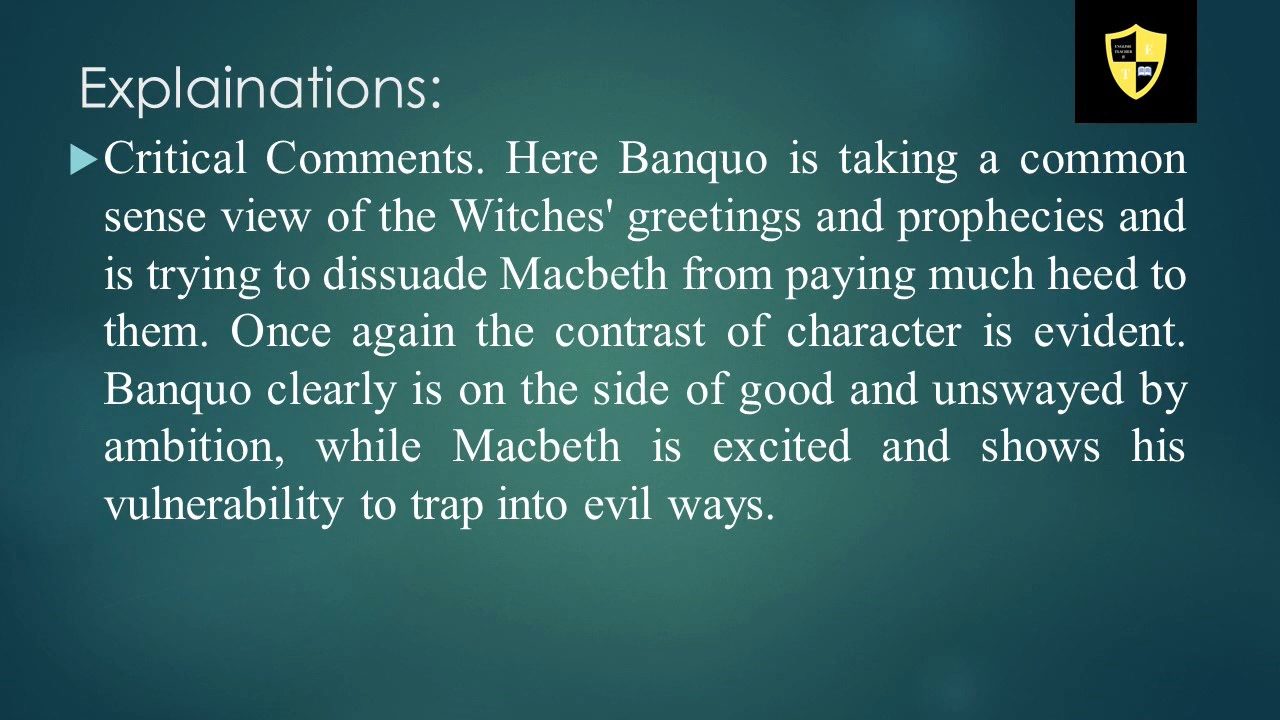 Explainations:
Critical Comments. Here Banquo is taking a common
sense view of the Witches' greetings and prophecies and
is trying to dissuade Macbeth from paying much heed to
them. Once again the contrast of character is evident.
Banquo clearly is on the side of good and unswayed by
ambition, while Macbeth is excited and shows his
vulnerability to trap into evil ways.
E
T